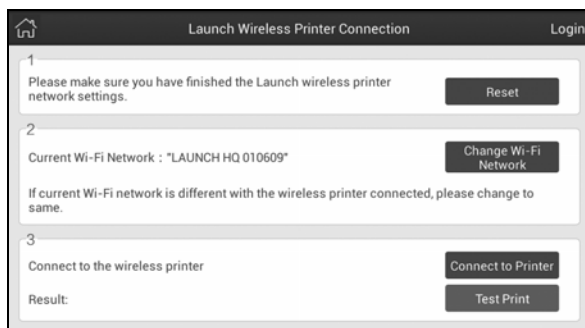 Launch Wireless Printer Connection
Login
1
Please make sure you have finished the Launch wireless printer
network settings.
Reset
2
Current Wi-Fi Network : "LAUNCH HQ 010609"
Change Wi-Fi
Network
If current Wi-Fi network is different with the wireless printer connected, please change to
same.
3
Connect to the wireless printer
Connect to Printer
Result:
Test Print